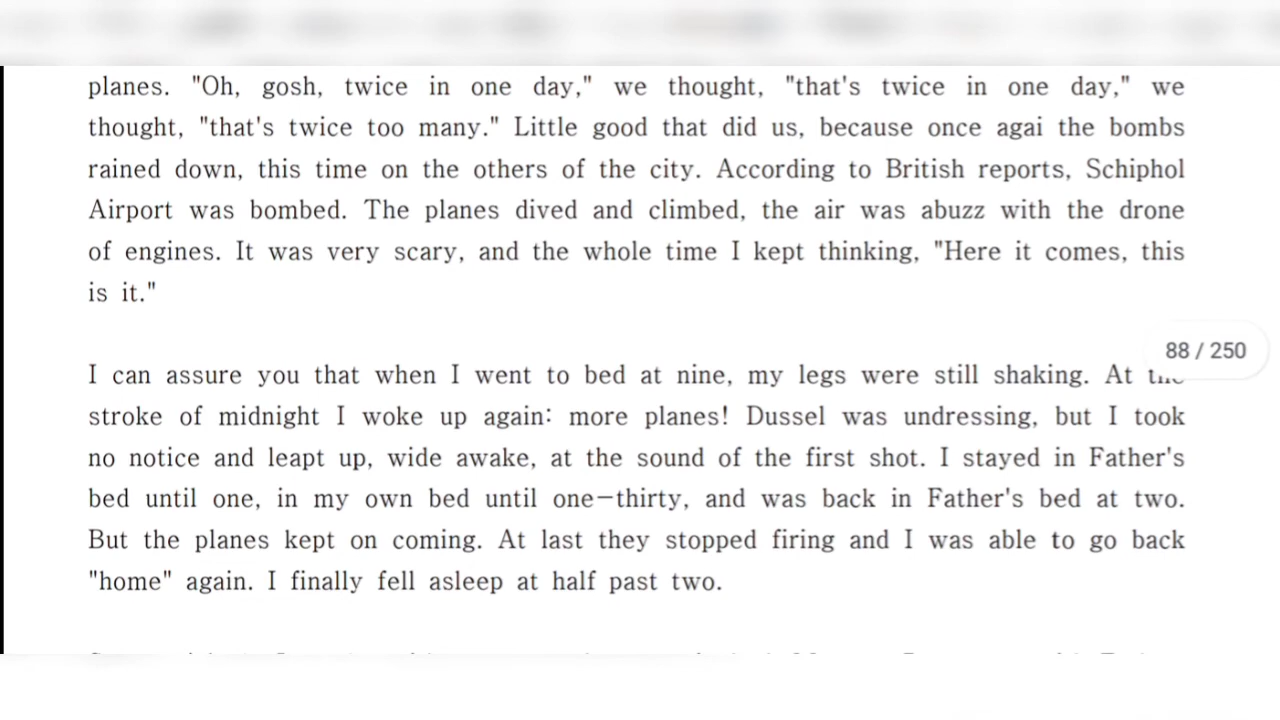 planes. "Oh, gosh, twice in one day," we thought, "that's twice in one day," we
thought, "that's twice too many." Little good that did us, because once agai the bombs
rained down, this time on the others of the city. According to British reports, Schiphol
Airport was bombed. The planes dived and climbed, the air was abuzz with the drone
of engines. It was very scary, and the whole time I kept thinking, "Here it comes, this
is it."
88 / 250
I can assure you that when I went to bed at nine, my legs were still shaking. At
stroke of midnight I woke up again: more planes! Dussel was undressing, but I took
no notice and leapt up, wide awake, at the sound of the first shot. I stayed in Father's
bed until one, in my own bed until one-thirty, and was back in Father's bed at two.
But the planes kept on coming. At last they stopped firing and I was able to go back
"home" again. I finally fell asleep at half past two.